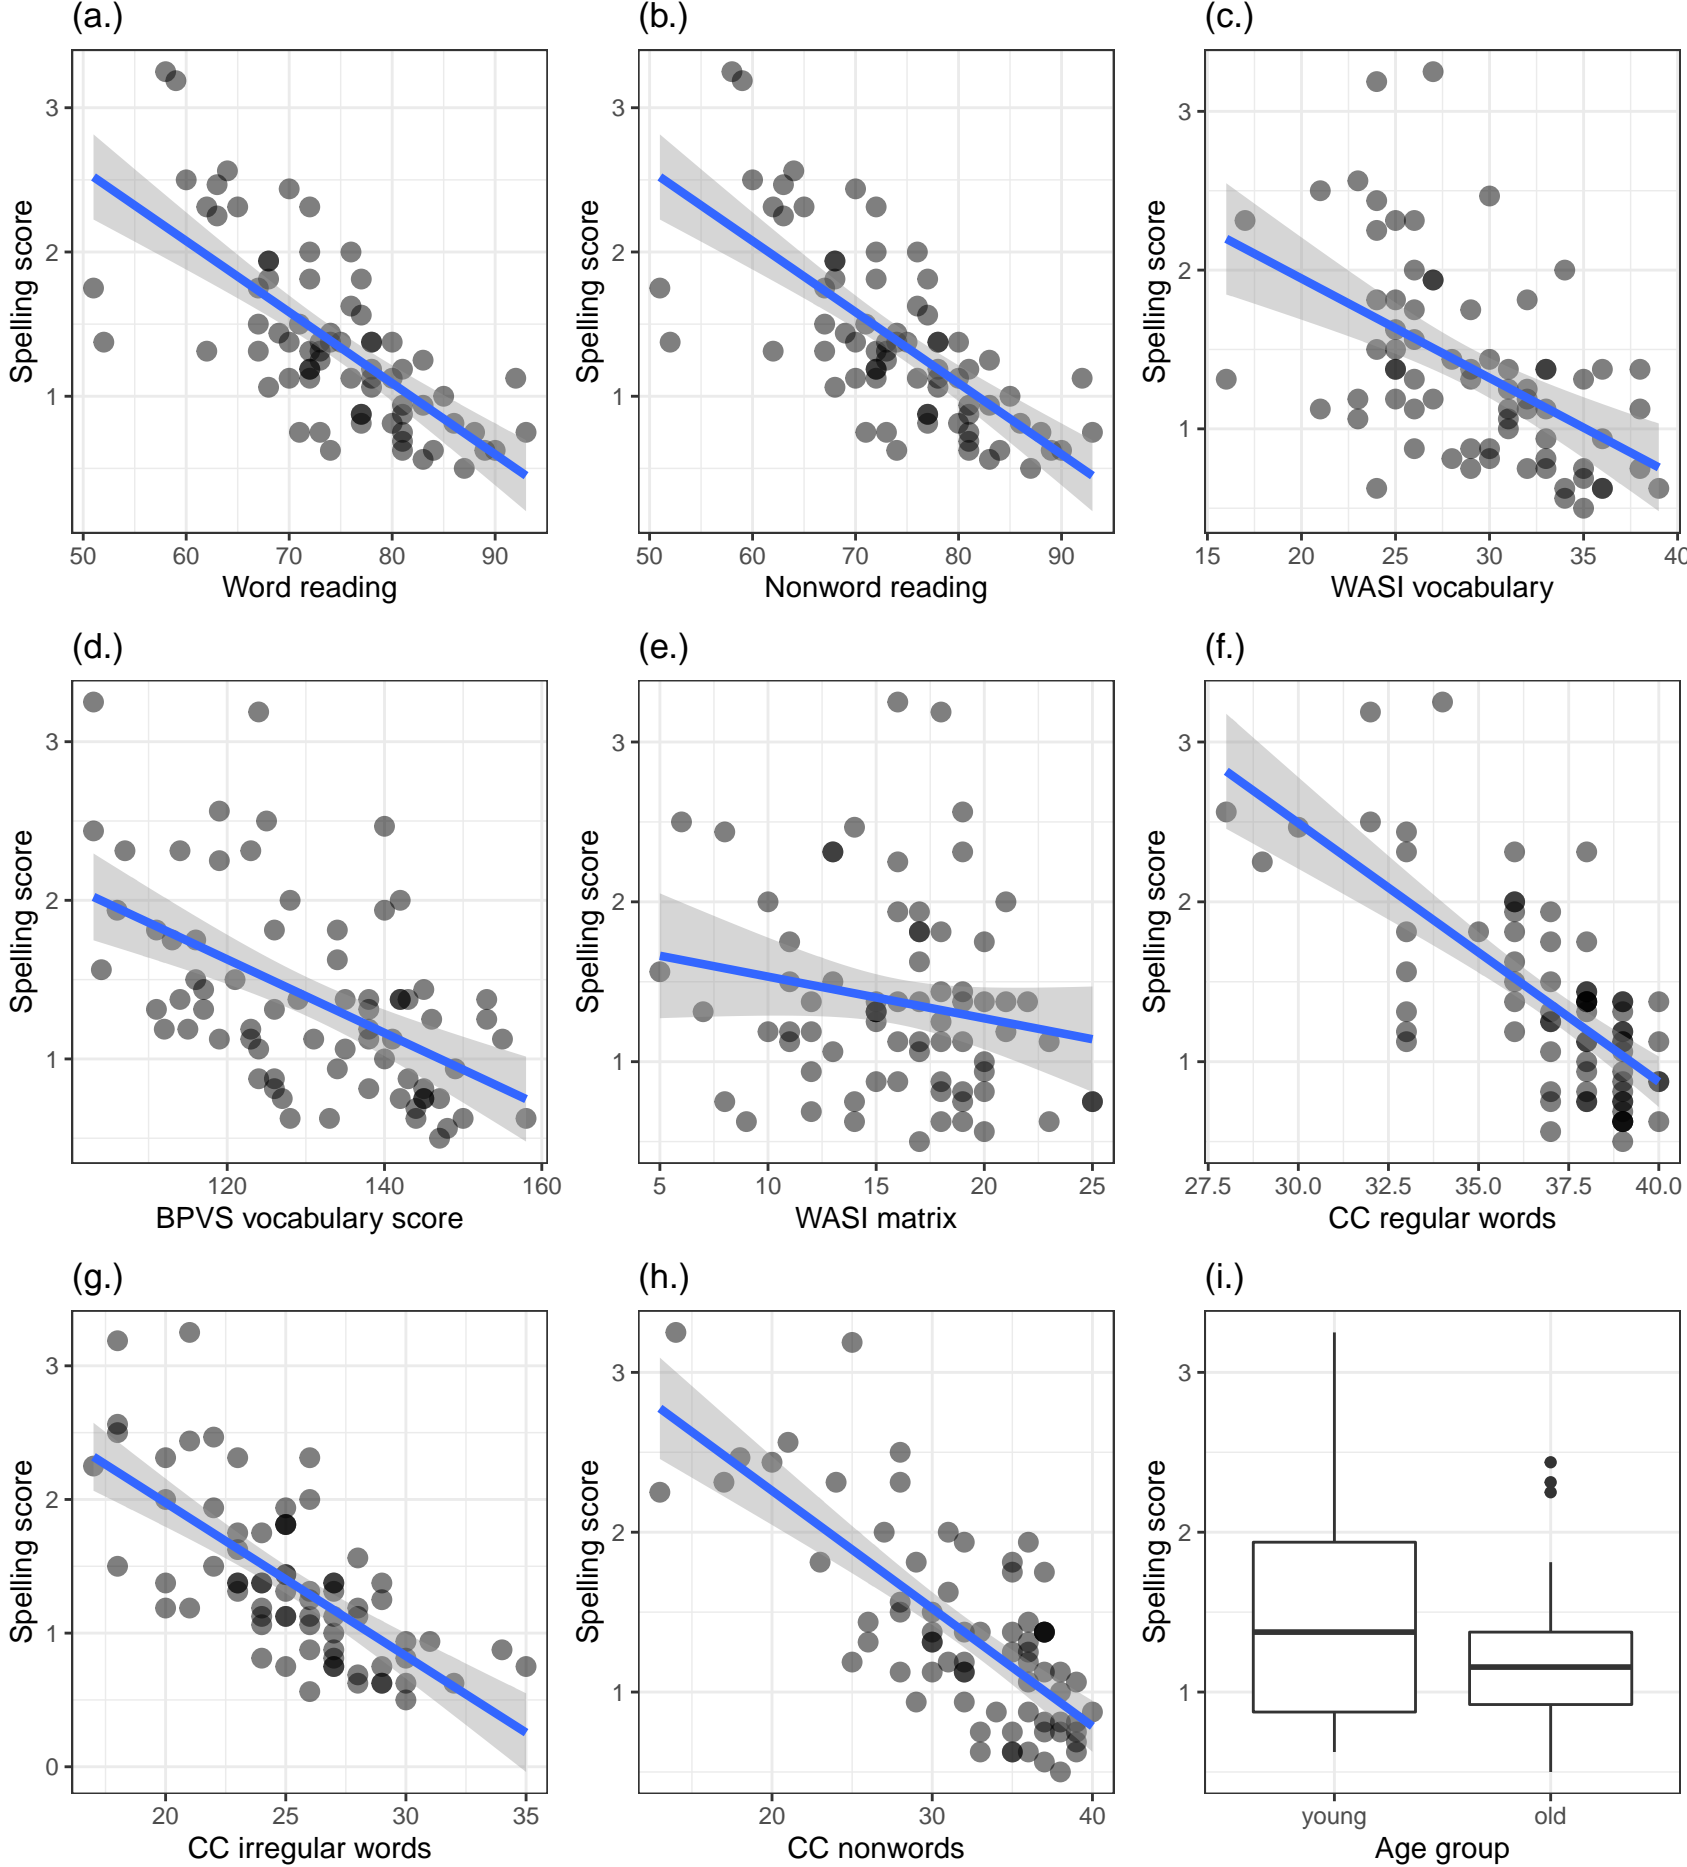 (a.)
(b.)
(c.)
Spelling score
3
2
1
50 60 70 80 90
Word reading
Spelling score
3
2
1
50 60 70 80 90
Nonword reading
Spelling score
3
2
1
15 20 25 30 35 40
WASI vocabulary
(d.)
(e.)
(f.)
Spelling score
3
2
1
120 140 160
BPVS vocabulary score
Spelling score
3
2
1
5 10 15 20 25
WASI matrix
Spelling score
3
2
1
27.5 30.0 32.5 35.0 37.5 40.0
CC regular words
(g.)
(h.)
(i.)
Spelling score
3
2
1
0
20 25 30 35
CC irregular words
Spelling score
3
2
1
20 30 40
CC nonwords
Spelling score
3
2
1
young old
Age group